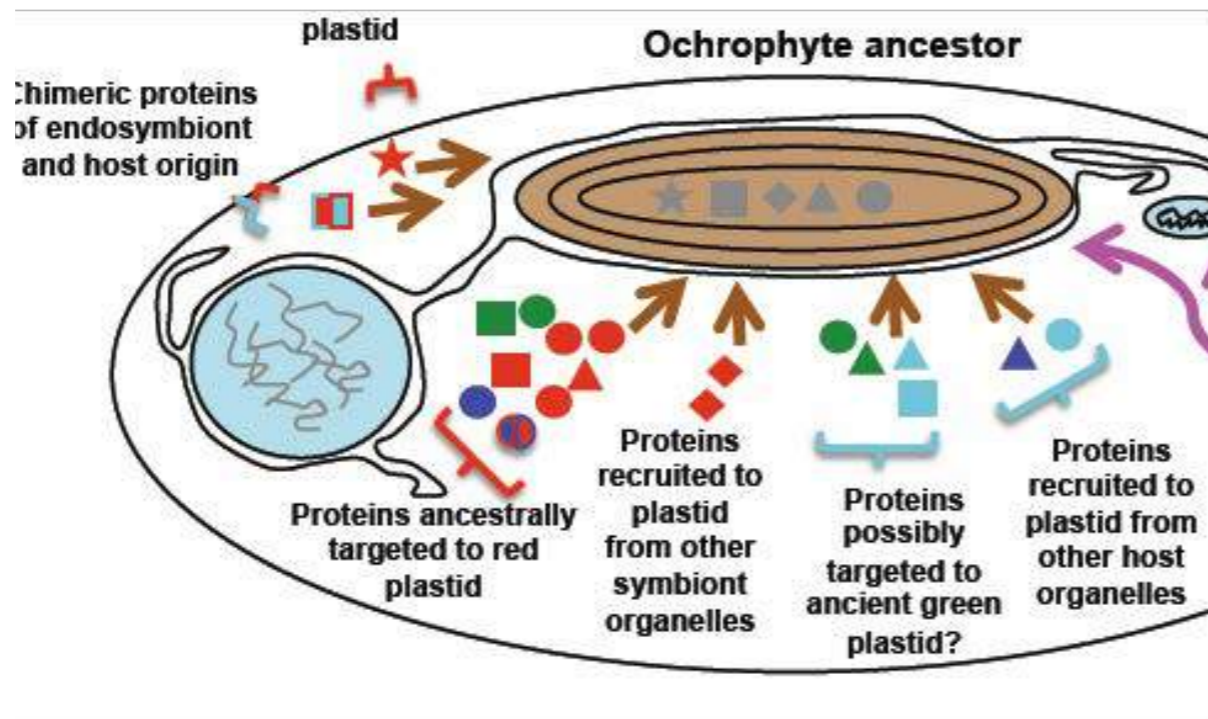 plastid
Ochrophyte ancestor
Chimeric proteins
of endosymbiont
and host origin
Proteins ancestrally
targeted to red
plastid
Proteins
recruited to
plastid
from other
symbiont
organelles
Proteins
possibly
targeted to
ancient green
plastid?
Proteins
recruited to
plastid from
other host
organelles